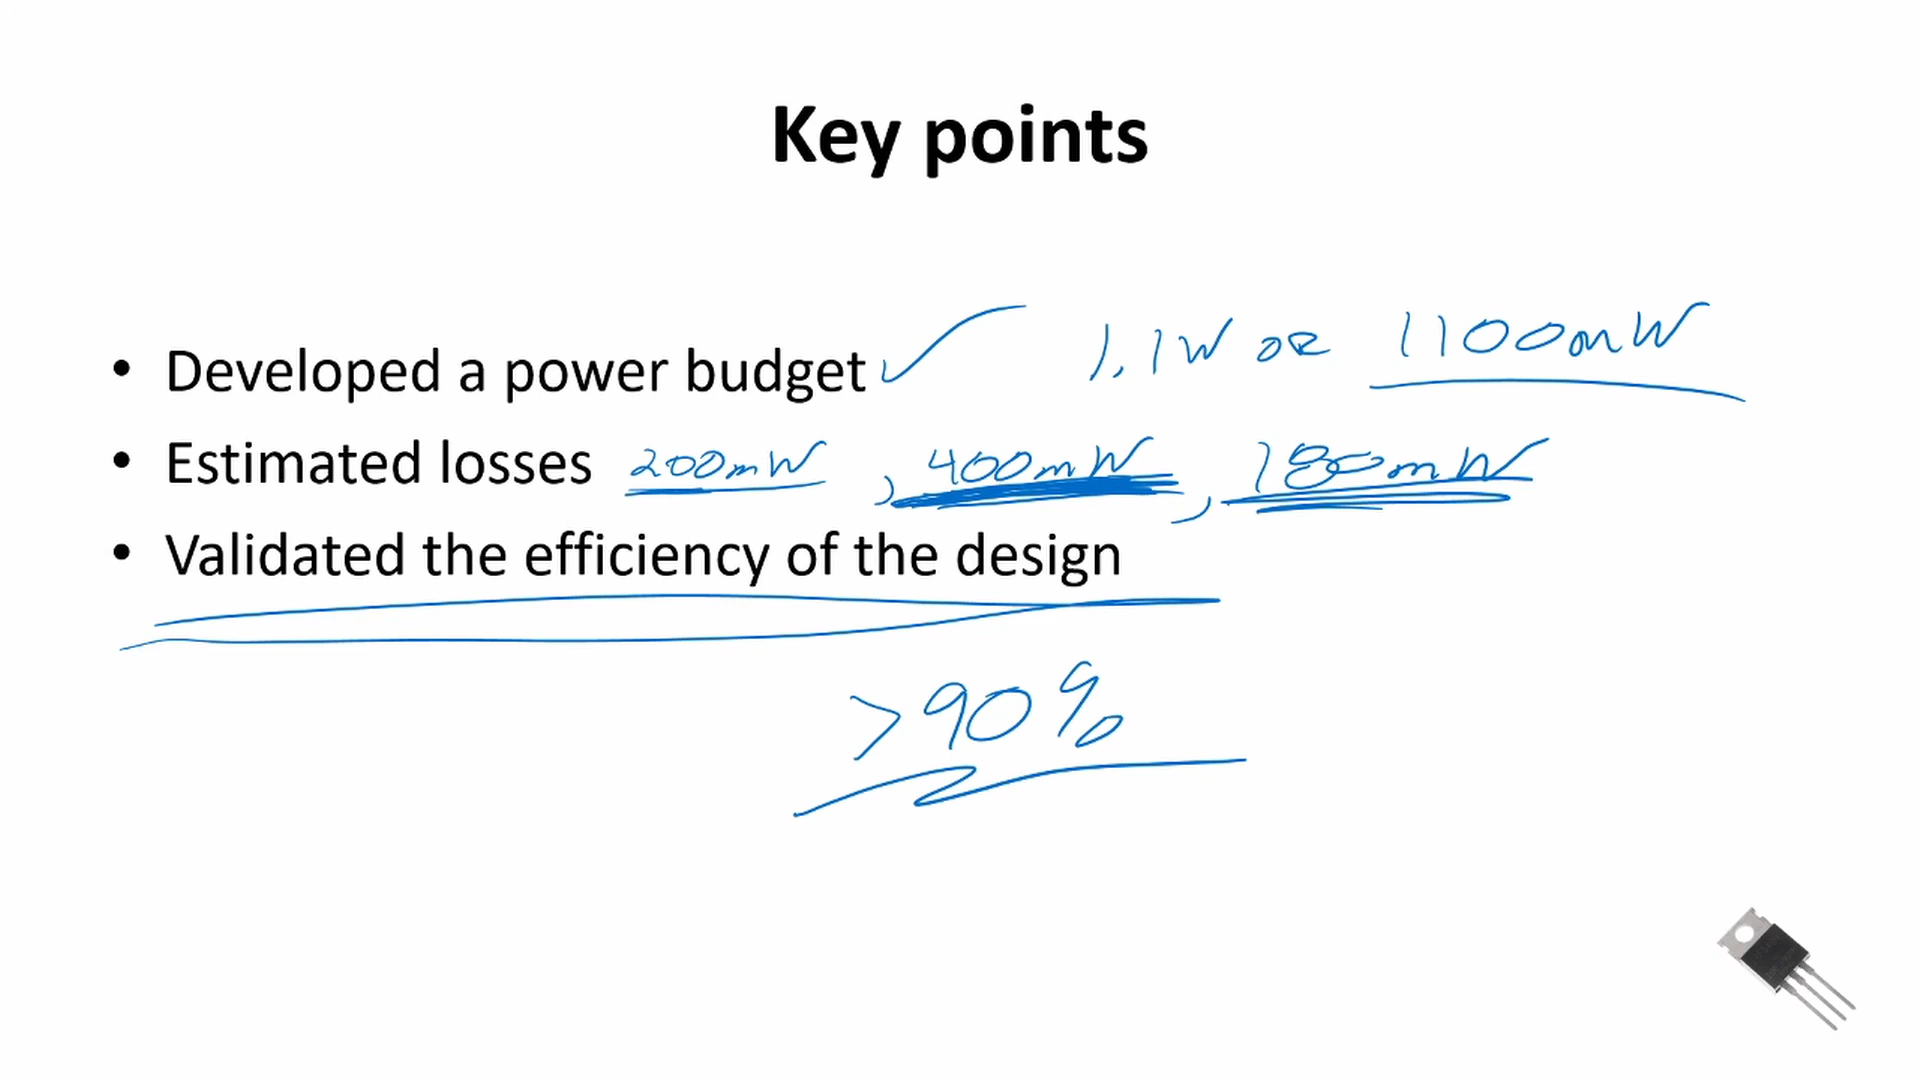 Key points
• Developed a power budget ✓ 1.1W OR 1100mW
• Estimated losses 200mW, 400mW, 180mW
• Validated the efficiency of the design
>90%